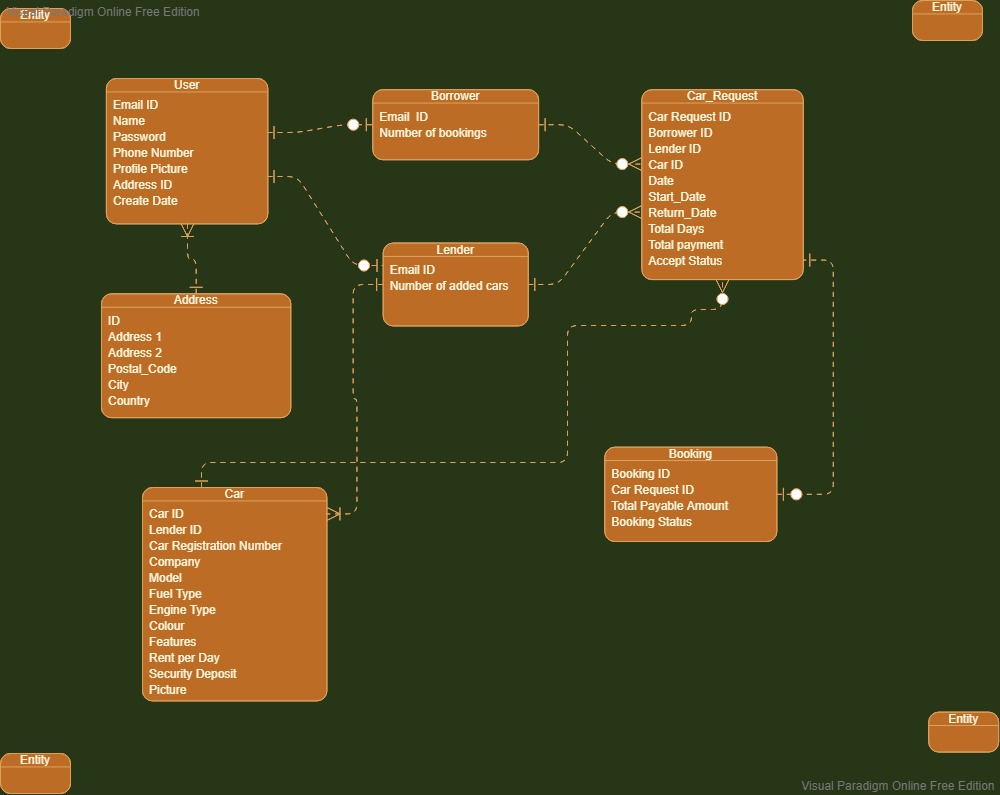 Visual Paradigm Online Free Edition
Entity
Entity
User
Email ID
Name
Password
Phone Number
Profile Picture
Address ID
Create Date
Borrower
Email  ID
Number of bookings
Car_Request
Car Request ID
Borrower ID
Lender ID
Car ID
Date
Start_Date
Return_Date
Total Days
Total payment
Accept Status
Lender
Email ID
Number of added cars
Address
ID
Address 1
Address 2
Postal_Code
City
Country
Booking
Booking ID
Car Request ID
Total Payable Amount
Booking Status
Car
Car ID
Lender ID
Car Registration Number
Company
Model
Fuel Type
Engine Type
Colour
Features
Rent per Day
Security Deposit
Picture
Entity
Entity
Visual Paradigm Online Free Edition